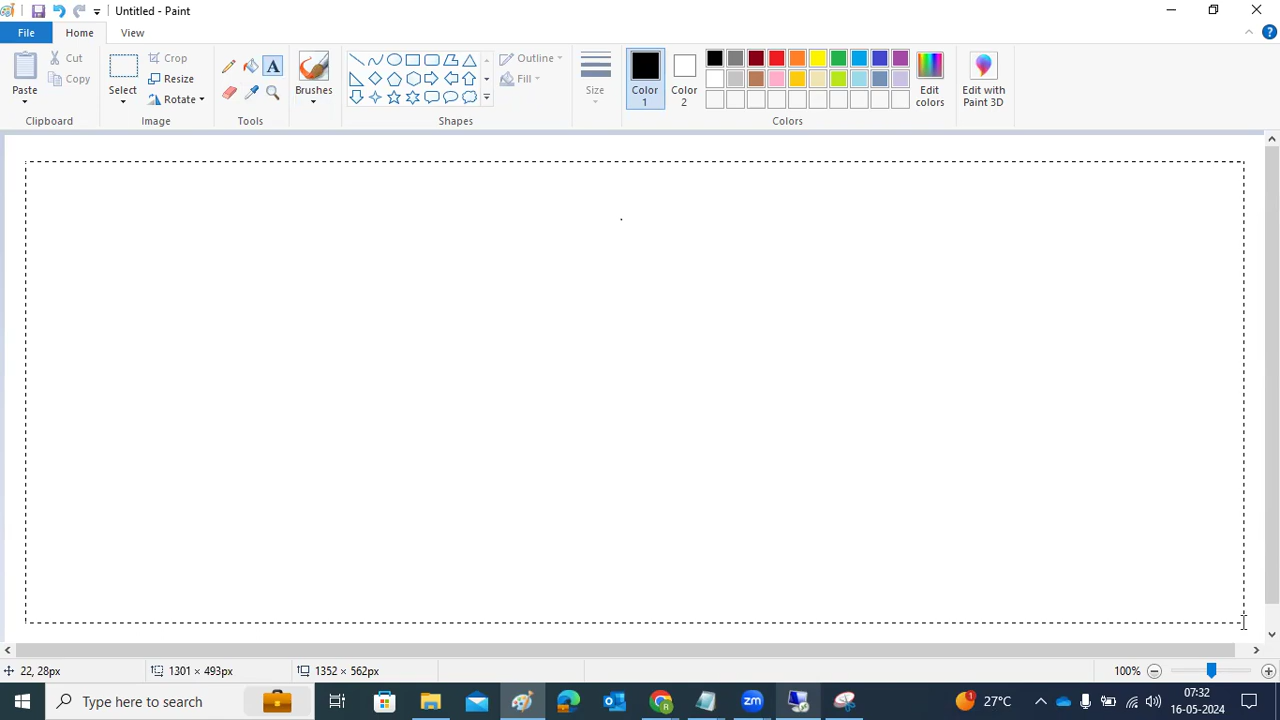 Untitled - Paint
File Home View
Paste
Cut
Copy
Clipboard
Select
Crop
Resize
Rotate
Image
A
Tools
Brushes
Shapes
Outline
Fill
Size
Color 1
Color 2
Colors
Edit colors
Edit with Paint 3D
22, 28px
1301 × 493px
1352 × 562px
100%
Type here to search
zm
R
1
27°C
07:32
16-05-2024